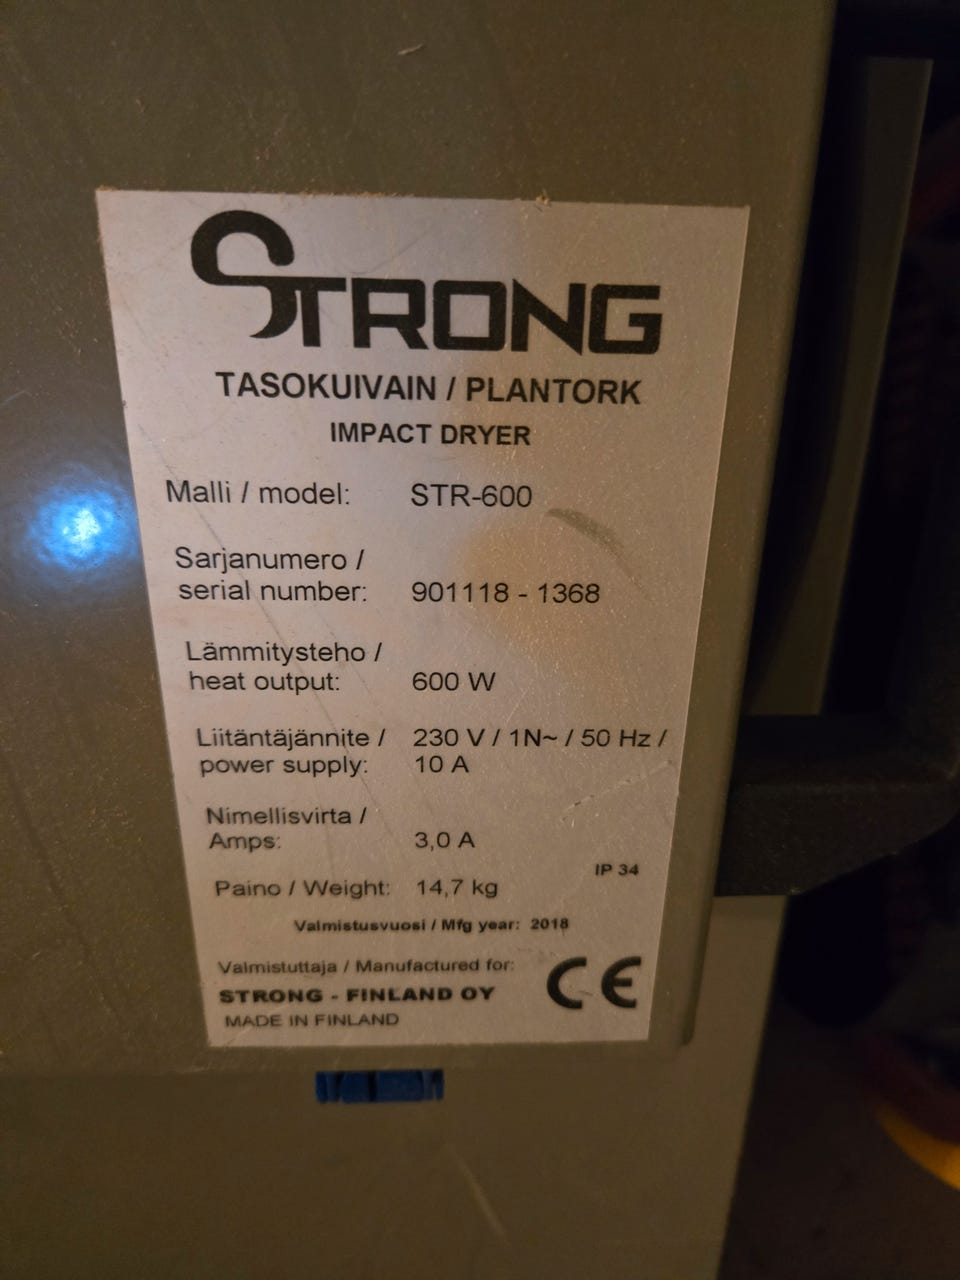 STRONG
TASOKUIVAIN / PLANTORK
IMPACT DRYER
Malli / model: STR-600
Sarjanumero /
serial number: 901118 - 1368
Lämmitysteho /
heat output: 600 W
Liitäntäjännite / 230 V / 1N~ / 50 Hz /
power supply: 10 A
Nimellisvirta /
Amps: 3,0 A
IP 34
Paino / Weight: 14,7 kg
Valmistusvuosi / Mfg year: 2018
Valmistuttaja / Manufactured for:
STRONG - FINLAND OY
MADE IN FINLAND
CE